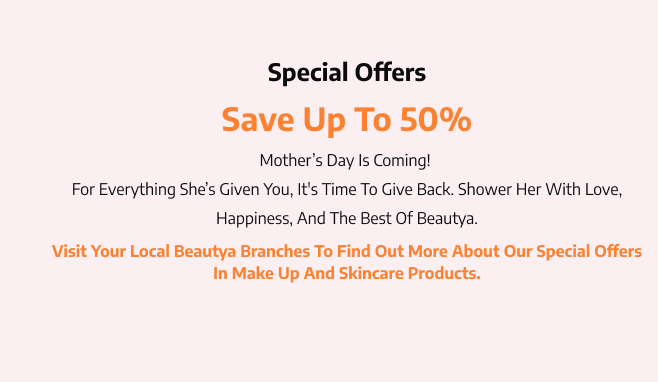 Special Offers
Save Up To 50%
Mother’s Day Is Coming!
For Everything She’s Given You, It's Time To Give Back. Shower Her With Love,
Happiness, And The Best Of Beautya.
Visit Your Local Beautya Branches To Find Out More About Our Special Offers
In Make Up And Skincare Products.